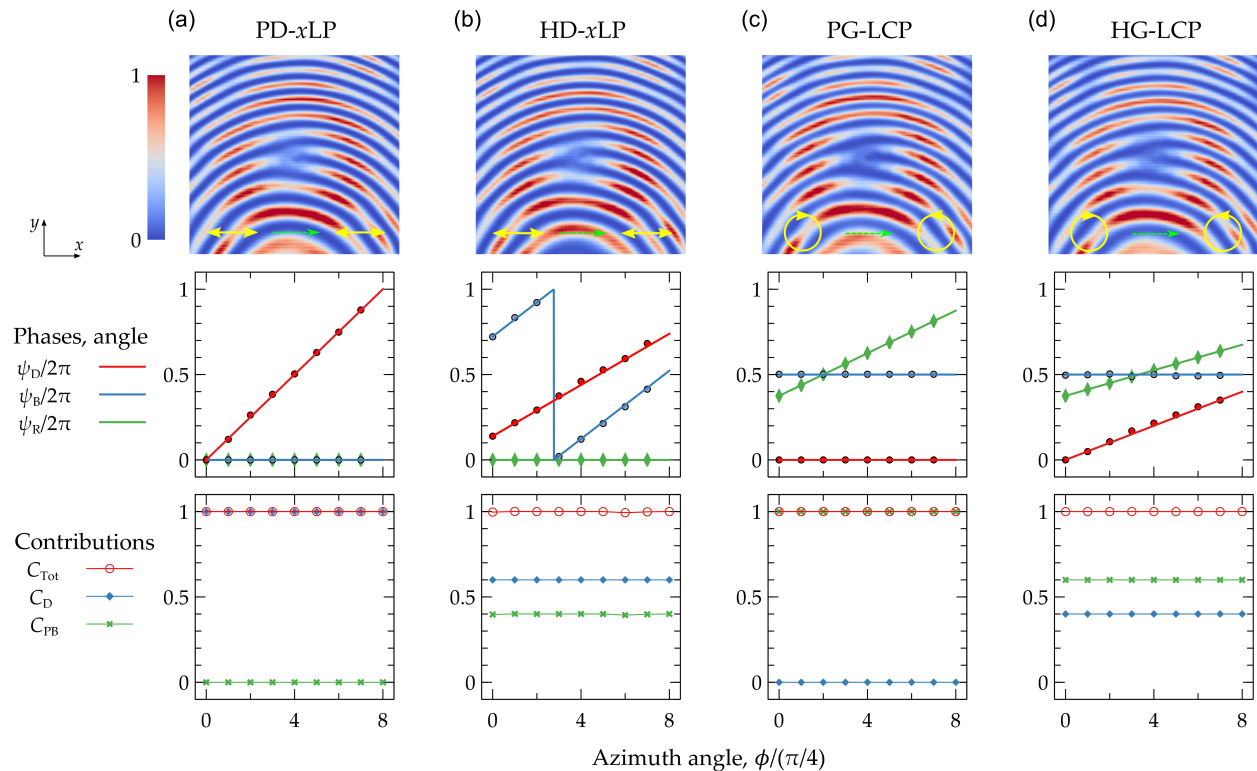 (a) PD-xLP
(b) HD-xLP
(c) PG-LCP
(d) HG-LCP
1
0
y
x
Phases, angle
ψD/2π
ψB/2π
ψR/2π
1
0.5
0
1
0.5
0
1
0.5
0
1
0.5
0
Contributions
CTot
CD
CPB
1
0.5
0
1
0.5
0
1
0.5
0
1
0.5
0
0 4 8
0 4 8
0 4 8
0 4 8
Azimuth angle, ϕ/(π/4)